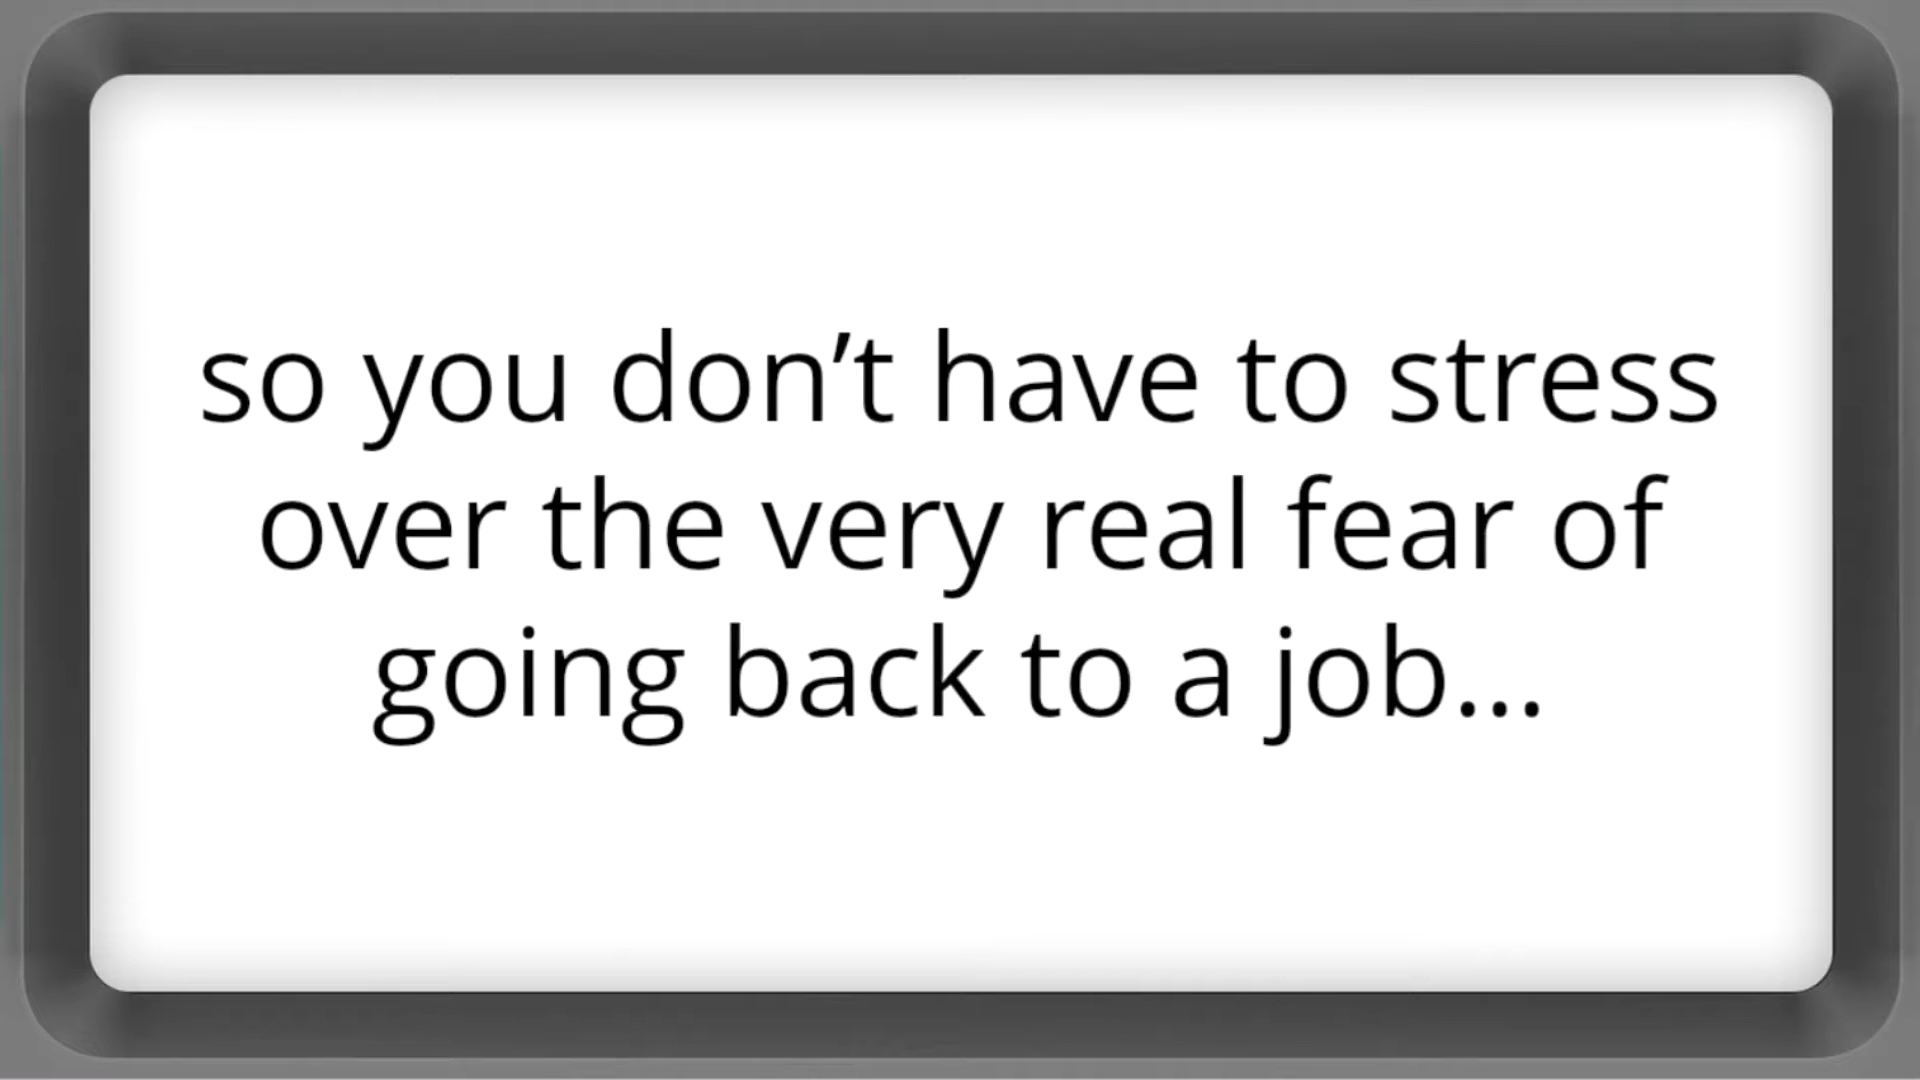 so you don’t have to stress
over the very real fear of
going back to a job...